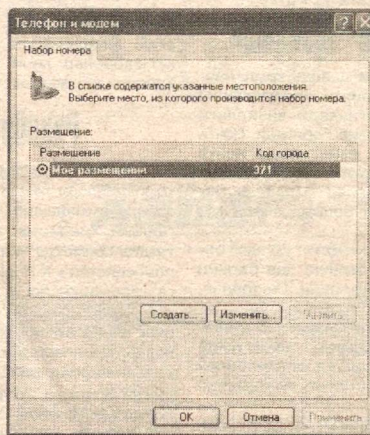 Телефон и модем
Набор номера
В списке содержатся указанные местоположения.
Выберите место, из которого производится набор номера.
Размещение:
Размещение Код города
Мое размещение 371
Создать... Изменить... Удалить
OK Отмена Применить